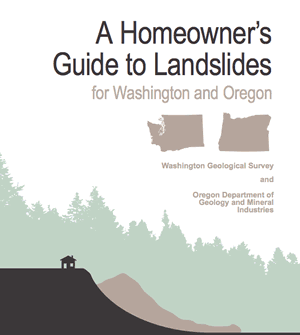 A Homeowner's
Guide to Landslides
for Washington and Oregon
Washington Geological Survey
and
Oregon Department of
Geology and Mineral
Industries